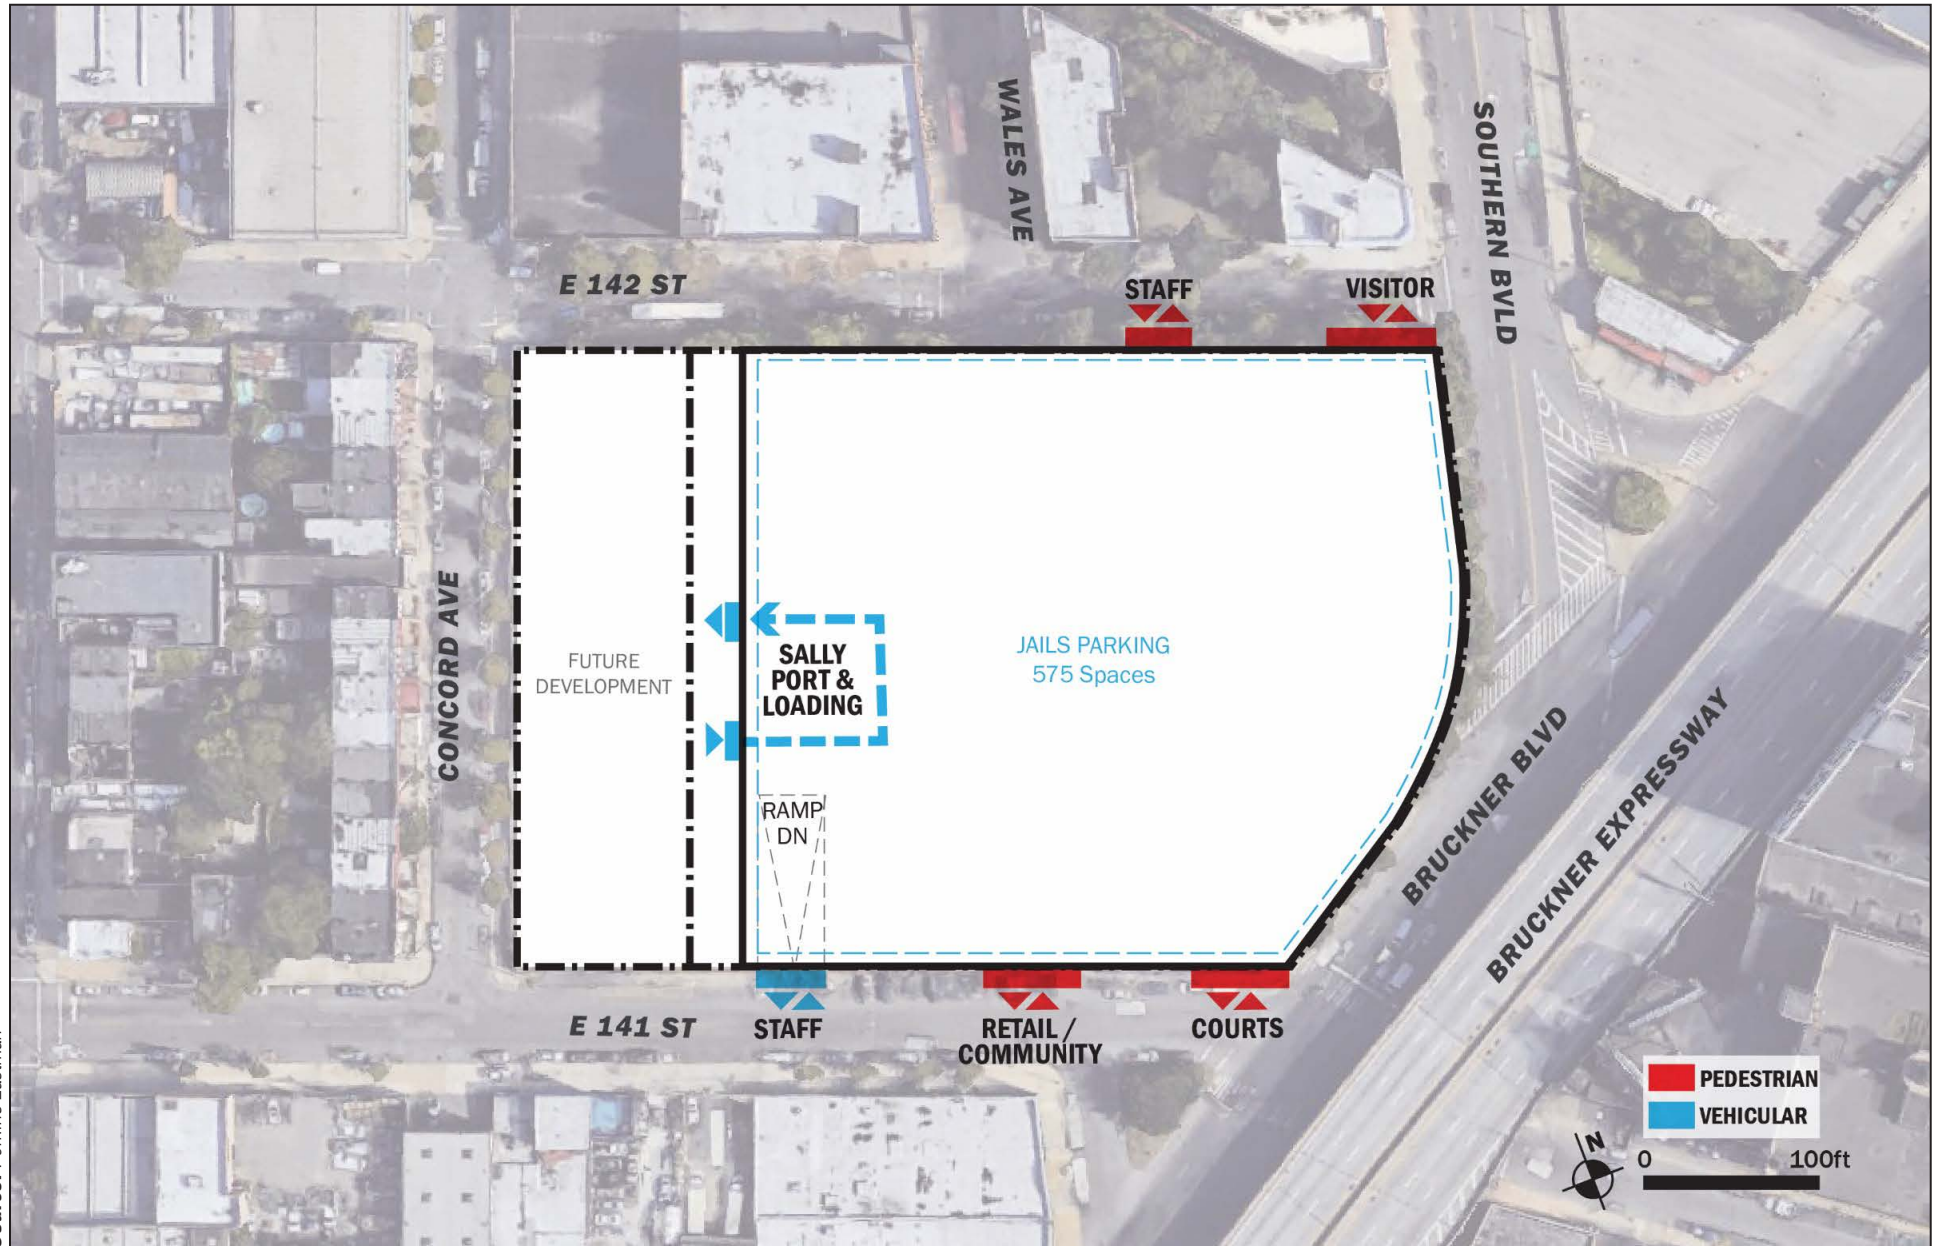 WALES AVE
SOUTHERN BVLD
E 142 ST
STAFF
VISITOR
CONCORD AVE
FUTURE
DEVELOPMENT
SALLY
PORT &
LOADING
JAILS PARKING
575 Spaces
RAMP
DN
BRUCKNER BLVD
BRUCKNER EXPRESSWAY
E 141 ST
STAFF
RETAIL /
COMMUNITY
COURTS
PEDESTRIAN
VEHICULAR
N
0
100ft